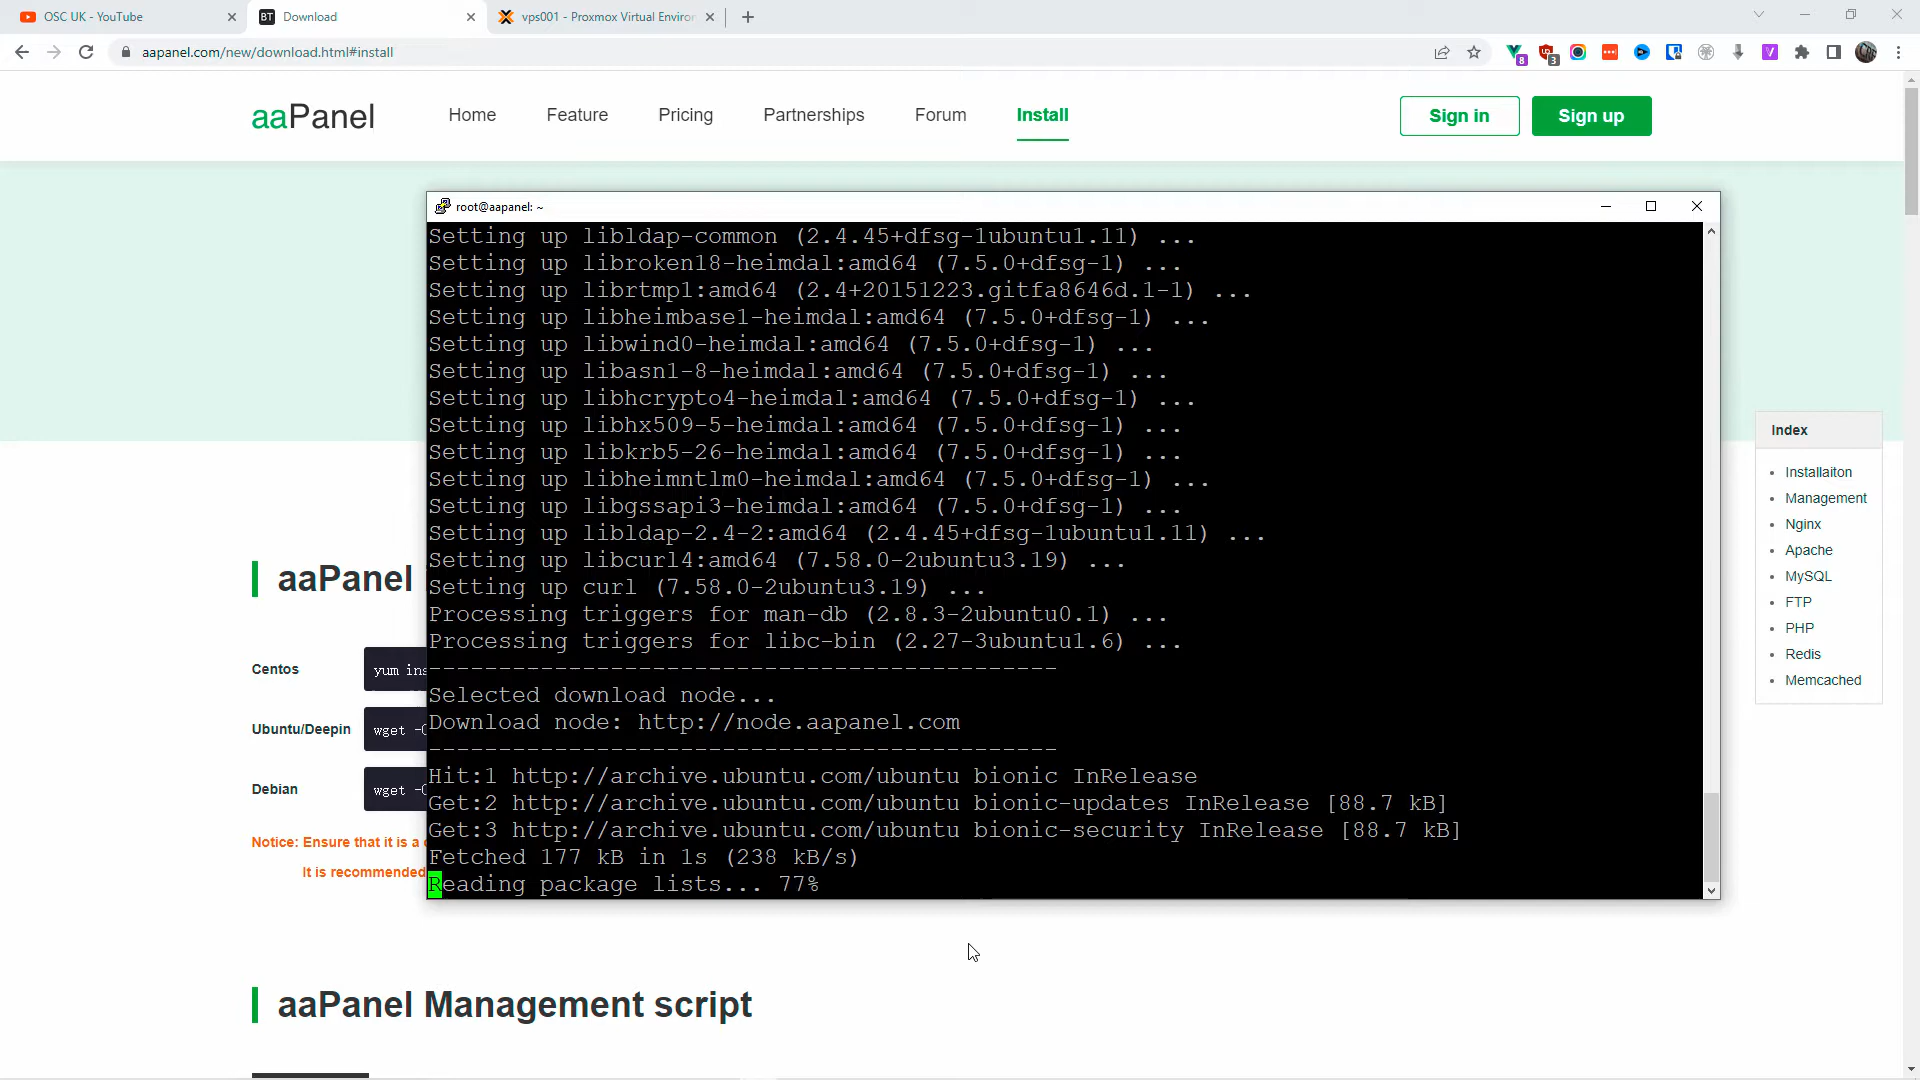 OSC UK - YouTube
Download
vps001 - Proxmox Virtual Enviror
aapanel.com/new/download.html#install
8
3
aaPanel
Home
Feature
Pricing
Partnerships
Forum
Install
Sign in
Sign up
root@aapanel: ~
Setting up libldap-common (2.4.45+dfsg-1ubuntu1.11) ...
Setting up libroken18-heimdal:amd64 (7.5.0+dfsg-1) ...
Setting up librtmp1:amd64 (2.4+20151223.gitfa8646d.1-1) ...
Setting up libheimbase1-heimdal:amd64 (7.5.0+dfsg-1) ...
Setting up libwind0-heimdal:amd64 (7.5.0+dfsg-1) ...
Setting up libasn1-8-heimdal:amd64 (7.5.0+dfsg-1) ...
Setting up libhcrypto4-heimdal:amd64 (7.5.0+dfsg-1) ...
Setting up libhx509-5-heimdal:amd64 (7.5.0+dfsg-1) ...
Setting up libkrb5-26-heimdal:amd64 (7.5.0+dfsg-1) ...
Setting up libheimntlm0-heimdal:amd64 (7.5.0+dfsg-1) ...
Setting up libgssapi3-heimdal:amd64 (7.5.0+dfsg-1) ...
Setting up libldap-2.4-2:amd64 (2.4.45+dfsg-1ubuntu1.11) ...
Setting up libcurl4:amd64 (7.58.0-2ubuntu3.19) ...
Setting up curl (7.58.0-2ubuntu3.19) ...
Processing triggers for man-db (2.8.3-2ubuntu0.1) ...
Processing triggers for libc-bin (2.27-3ubuntu1.6) ...
---------------------------------------------
Selected download node...
Download node: http://node.aapanel.com
---------------------------------------------
Hit:1 http://archive.ubuntu.com/ubuntu bionic InRelease
Get:2 http://archive.ubuntu.com/ubuntu bionic-updates InRelease [88.7 kB]
Get:3 http://archive.ubuntu.com/ubuntu bionic-security InRelease [88.7 kB]
Fetched 177 kB in 1s (238 kB/s)
Reading package lists... 77%
Index
Installaiton
Management
Nginx
Apache
MySQL
FTP
PHP
Redis
Memcached
aaPanel
Centos
yum ins
Ubuntu/Deepin
wget -O
Debian
wget -O
Notice: Ensure that it is a c
It is recommended
aaPanel Management script